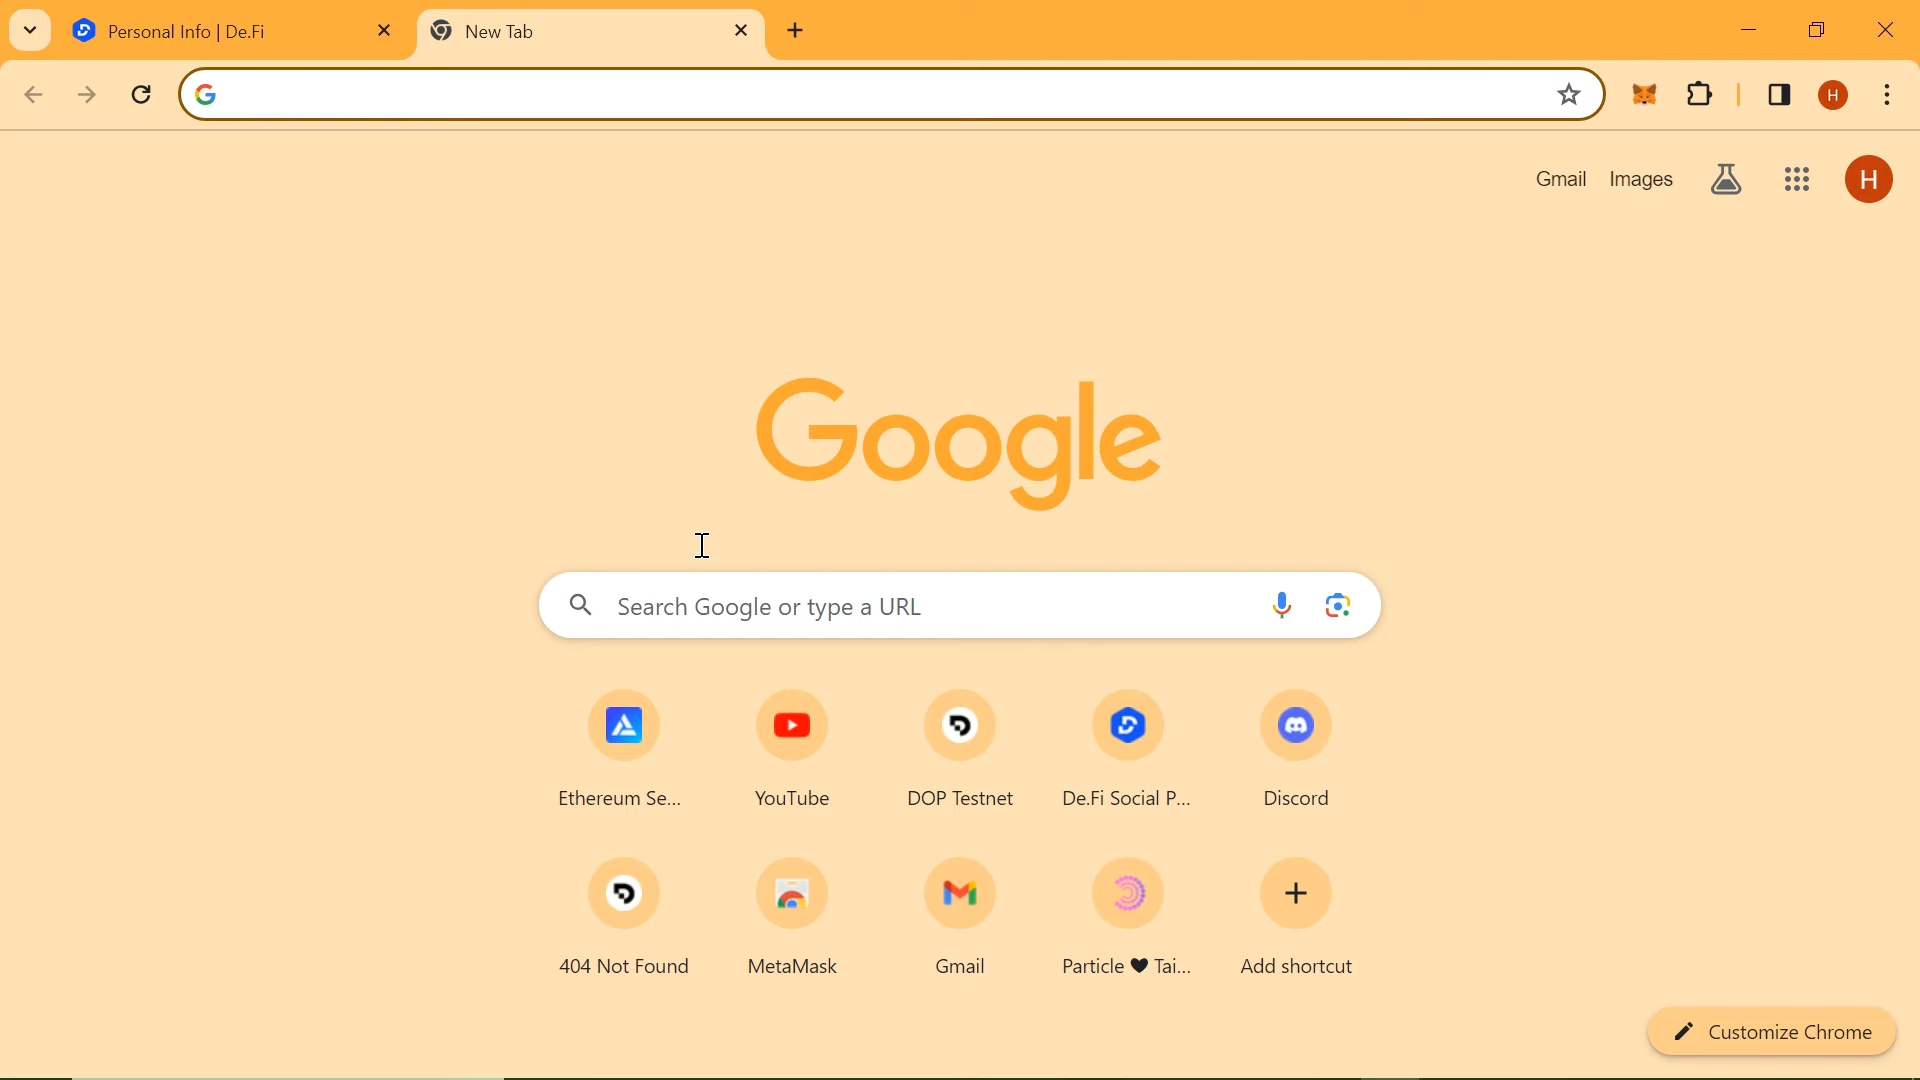 Personal Info | De.Fi
New Tab
H
Gmail Images H
Google
Search Google or type a URL
Ethereum Se... YouTube DOP Testnet De.Fi Social P... Discord
404 Not Found MetaMask Gmail Particle 🖤 Tai... Add shortcut
Customize Chrome